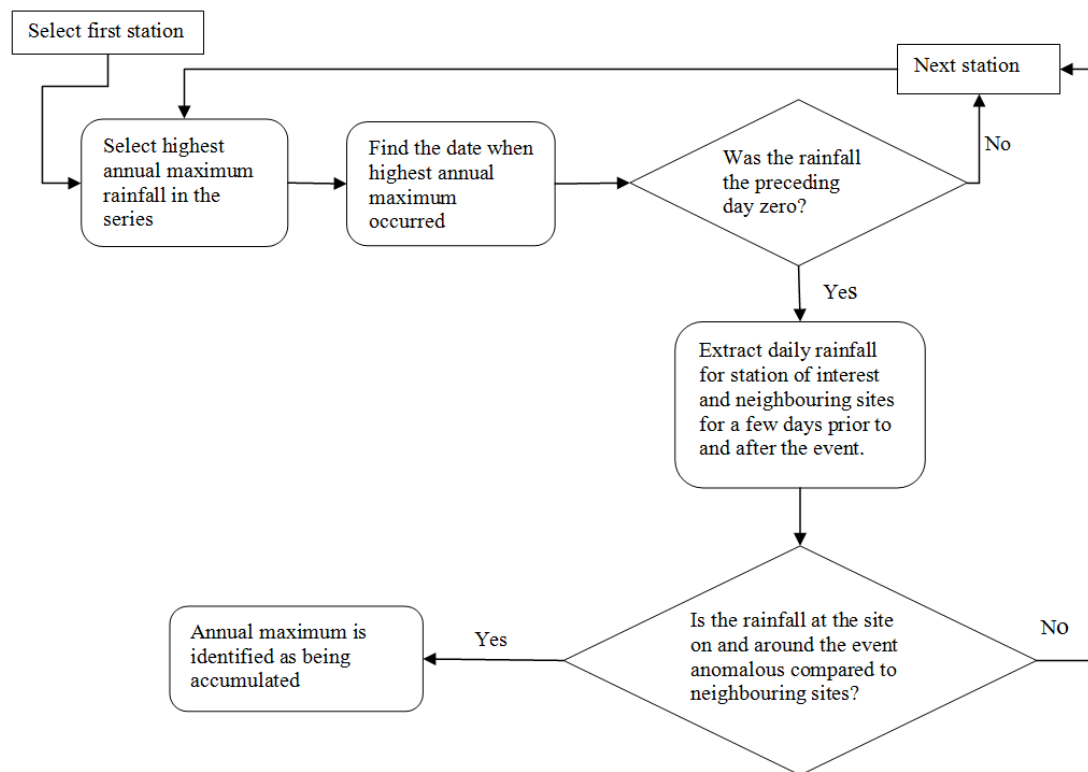 Select first station
Next station
Select highest
annual maximum
rainfall in the
series
Find the date when
highest annual
maximum
occurred
Was the rainfall
the preceding
day zero?
No
Yes
Extract daily rainfall
for station of interest
and neighbouring sites
for a few days prior to
and after the event.
Is the rainfall at the site
on and around the event
anomalous compared to
neighbouring sites?
No
Yes
Annual maximum is
identified as being
accumulated